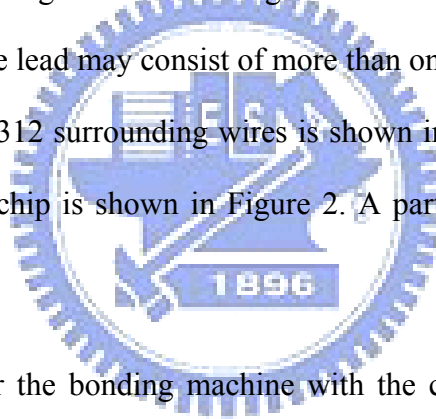 e lead may consist of more than on
312 surrounding wires is shown in
chip is shown in Figure 2. A par
E S
1896
r the bonding machine with the d